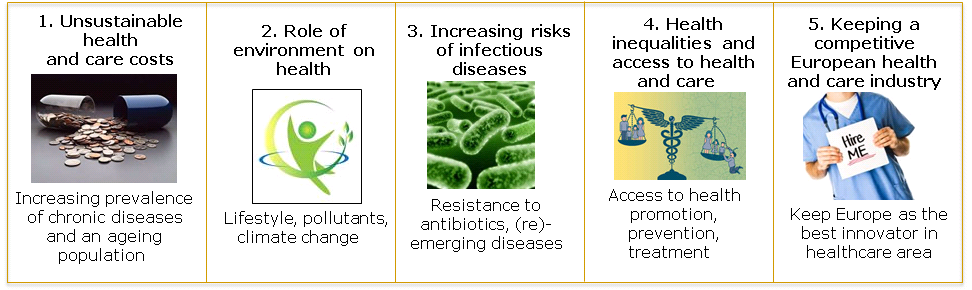 1. Unsustainable
health
and care costs
Increasing prevalence
of chronic diseases
and an ageing
population
2. Role of
environment on
health
Lifestyle, pollutants,
climate change
3. Increasing risks
of infectious
diseases
Resistance to
antibiotics, (re)-
emerging diseases
4. Health
inequalities and
access to health
and care
Access to health
promotion,
prevention,
treatment
5. Keeping a
competitive
European health
and care industry
Hire
ME
Keep Europe as the
best innovator in
healthcare area